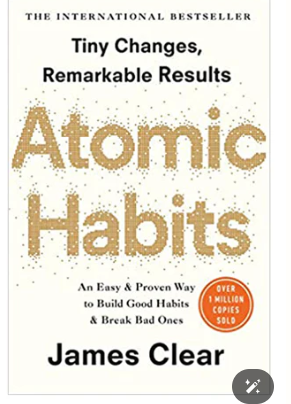 THE INTERNATIONAL BESTSELLER
Tiny Changes,
Remarkable Results
Atomic
Habits
An Easy & Proven Way
to Build Good Habits
& Break Bad Ones
OVER
1 MILLION
COPIES
SOLD
James Clear